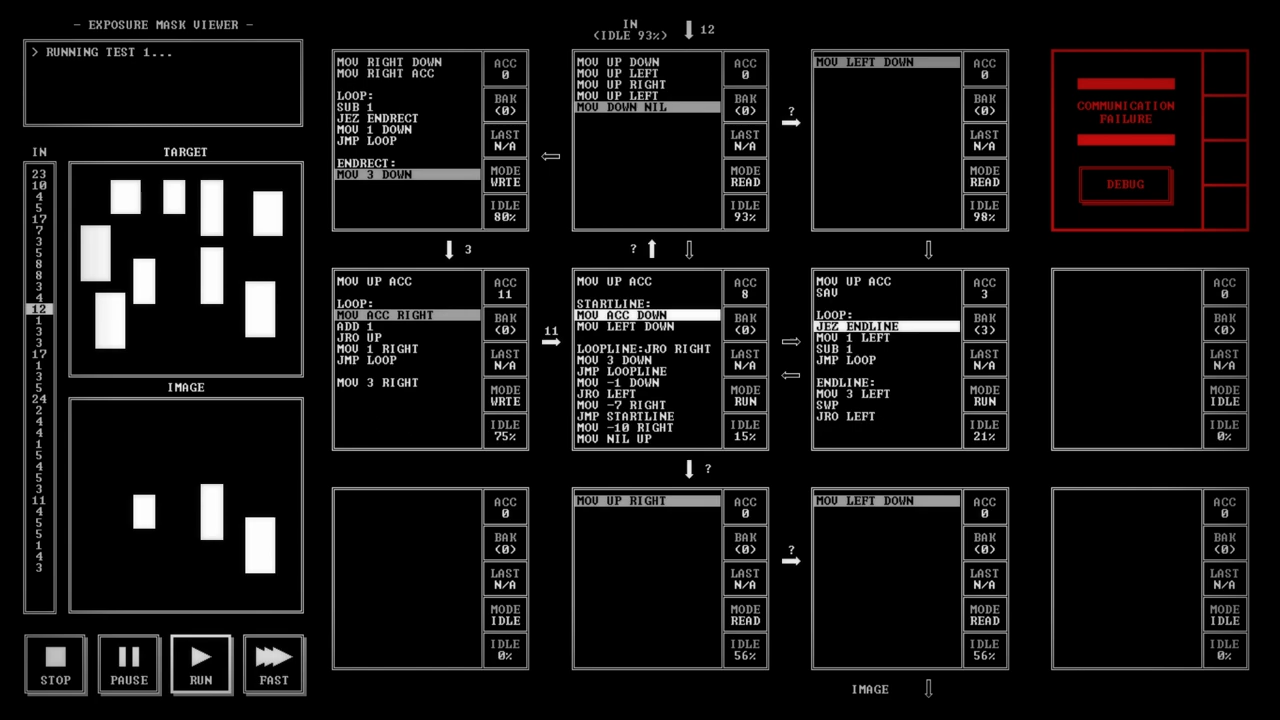 - EXPOSURE MASK VIEWER -
> RUNNING TEST 1...
IN
23
10
4
5
17
7
3
5
8
8
3
4
12
1
3
3
17
1
3
5
24
2
4
4
1
5
4
5
3
11
4
5
5
1
4
3
TARGET
IMAGE
STOP
PAUSE
RUN
FAST
IN
(IDLE 93%)
12
MOV RIGHT DOWN
MOV RIGHT ACC
LOOP:
SUB 1
JEZ ENDRECT
MOV 1 DOWN
JMP LOOP
ENDRECT:
MOV 3 DOWN
ACC
0
BAK
(0)
LAST
N/A
MODE
WRTE
IDLE
80%
MOV UP DOWN
MOV UP LEFT
MOV UP RIGHT
MOV UP LEFT
MOV DOWN NIL
ACC
0
BAK
(0)
LAST
N/A
MODE
READ
IDLE
93%
?
MOV LEFT DOWN
ACC
0
BAK
(0)
LAST
N/A
MODE
READ
IDLE
98%
COMMUNICATION
FAILURE
DEBUG
3
?
MOV UP ACC
LOOP:
MOV ACC RIGHT
ADD 1
JRO UP
MOV 1 RIGHT
JMP LOOP
MOV 3 RIGHT
ACC
11
BAK
(0)
LAST
N/A
MODE
WRTE
IDLE
75%
11
MOV UP ACC
STARTLINE:
MOV ACC DOWN
MOV LEFT DOWN
LOOPLINE:JRO RIGHT
MOV 3 DOWN
JMP LOOPLINE
MOV -1 DOWN
JRO LEFT
MOV -7 RIGHT
JMP STARTLINE
MOV -10 RIGHT
MOV NIL UP
ACC
8
BAK
(0)
LAST
N/A
MODE
RUN
IDLE
15%
MOV UP ACC
SAV
LOOP:
JEZ ENDLINE
MOV 1 LEFT
SUB 1
JMP LOOP
ENDLINE:
MOV 3 LEFT
SWP
JRO LEFT
ACC
3
BAK
(3)
LAST
N/A
MODE
RUN
IDLE
21%
ACC
0
BAK
(0)
LAST
N/A
MODE
IDLE
IDLE
0%
?
ACC
0
BAK
(0)
LAST
N/A
MODE
IDLE
IDLE
0%
MOV UP RIGHT
ACC
0
BAK
(0)
LAST
N/A
MODE
READ
IDLE
56%
?
MOV LEFT DOWN
ACC
0
BAK
(0)
LAST
N/A
MODE
READ
IDLE
56%
ACC
0
BAK
(0)
LAST
N/A
MODE
IDLE
IDLE
0%
IMAGE